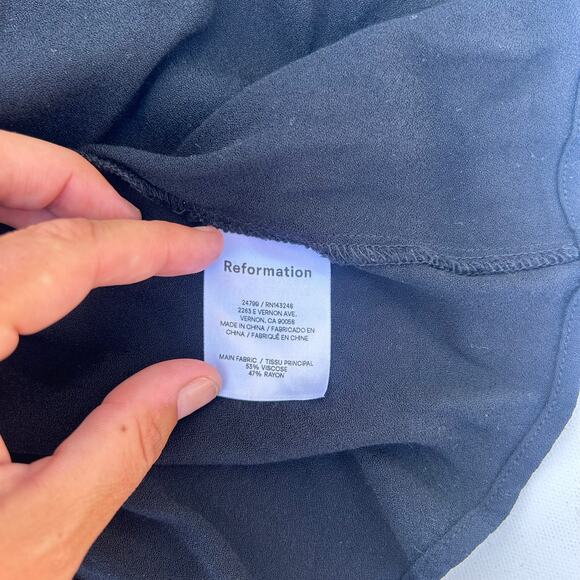 Reformation
24799 / RN143246
2263 E VERNON AVE.
VERNON, CA 90058
MADE IN CHINA / FABRICADO EN
CHINA / FABRIQUÉ EN CHINE
MAIN FABRIC / TISSU PRINCIPAL
53% VISCOSE
47% RAYON